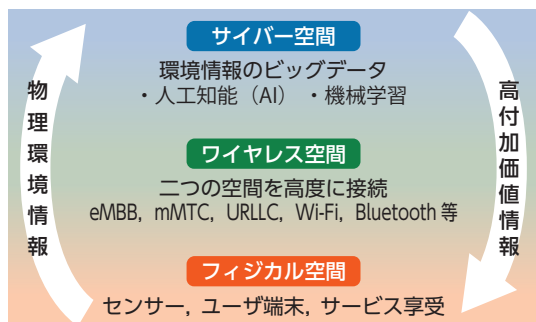 サイバー空間
環境情報のビッグデータ
・人工知能（AI） ・機械学習
物理環境情報
高付加価値情報
ワイヤレス空間
二つの空間を高度に接続
eMBB, mMTC, URLLC, Wi-Fi, Bluetooth 等
フィジカル空間
センサー, ユーザ端末, サービス享受